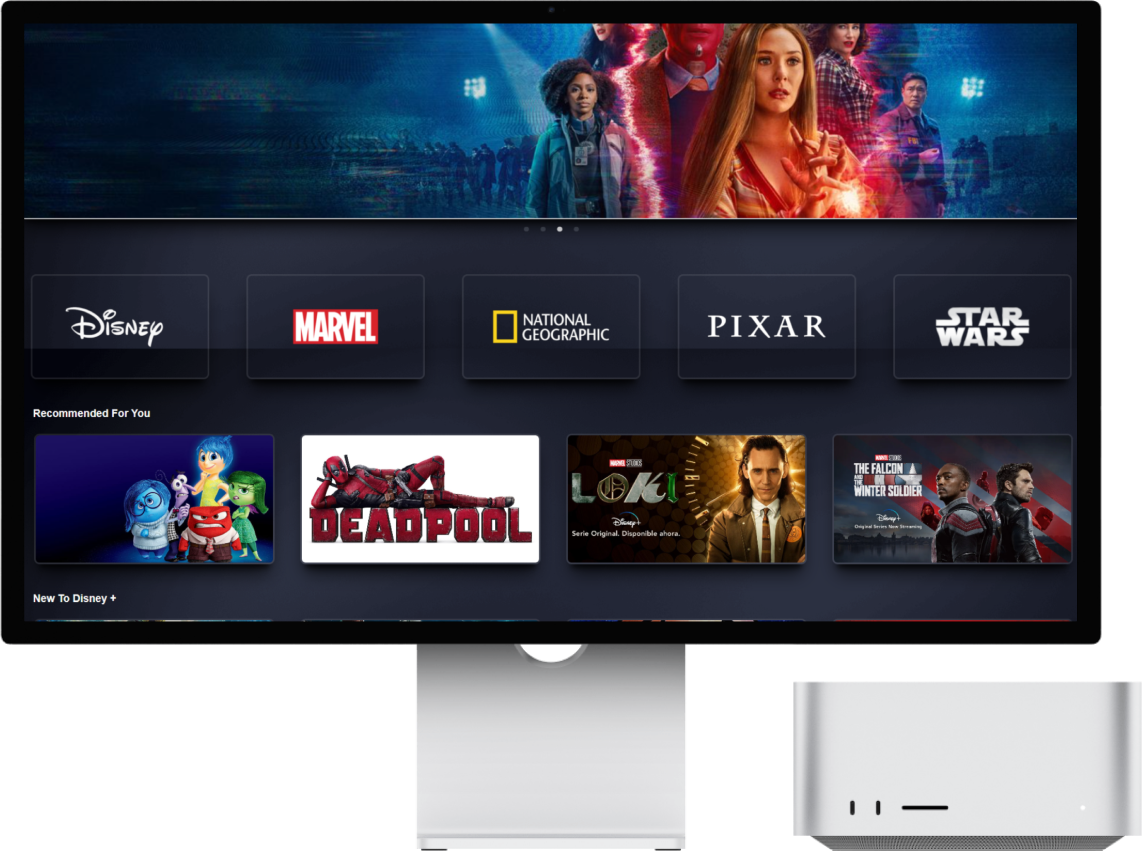 Disney
MARVEL
NATIONAL
GEOGRAPHIC
PIXAR
STAR
WARS
Recommended For You
DEADPOOL
MARVEL STUDIOS
LOKI
Disney+
Serie Original. Disponible ahora.
MARVEL STUDIOS
THE FALCON
AND THE
WINTER SOLDIER
Disney+
Original Series Now Streaming
New To Disney +